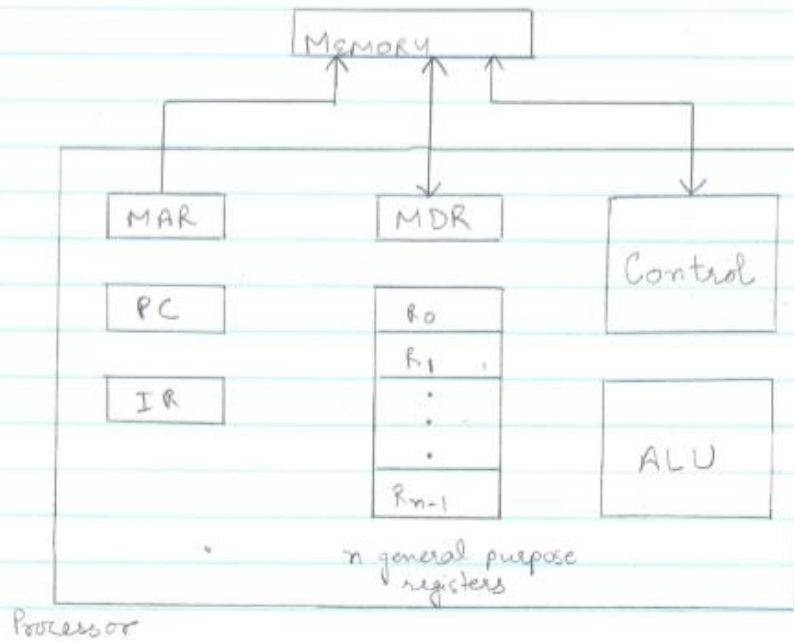 MEMORY
MAR
MDR
Control
PC
R0
R1
IR
ALU
Rn-1
n general purpose
registers
Processor